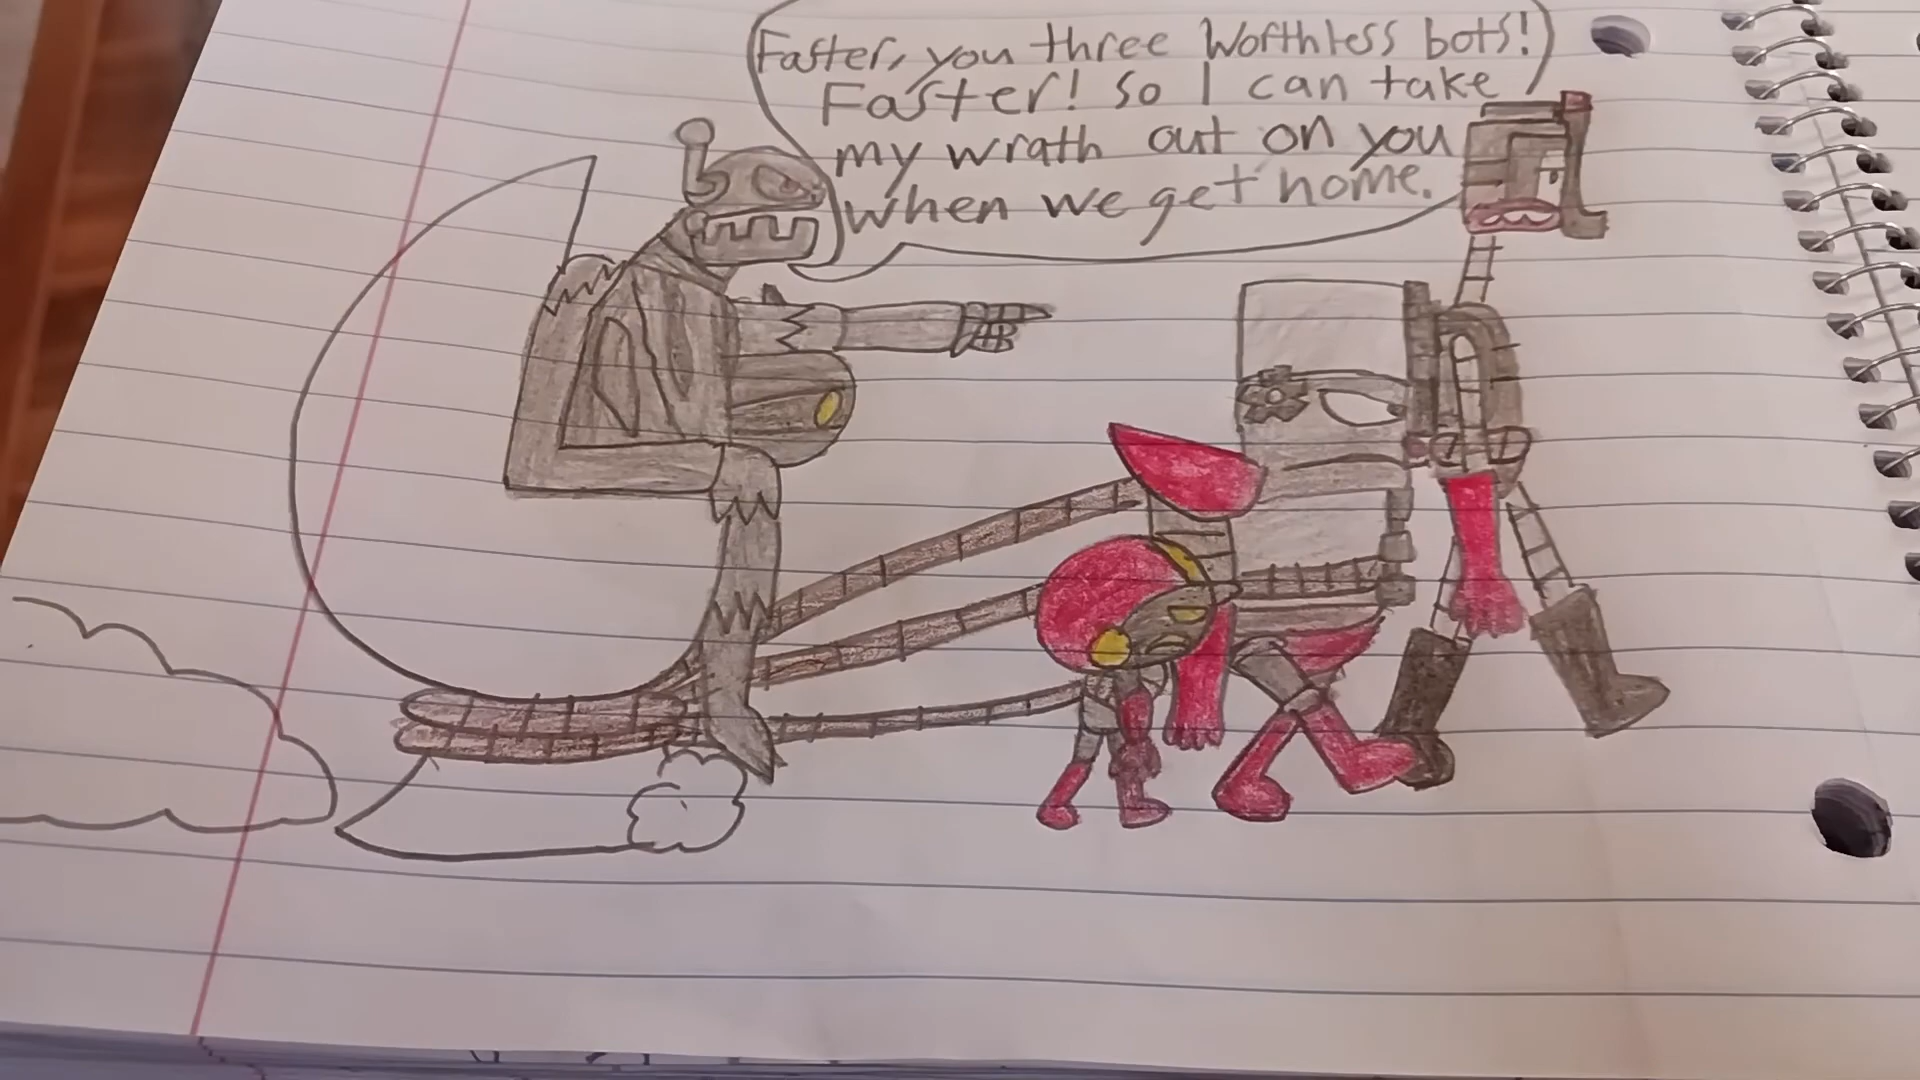 Faster, you three Worthless bots!
Faster! So I can take
my wrath out on you
when we get home.